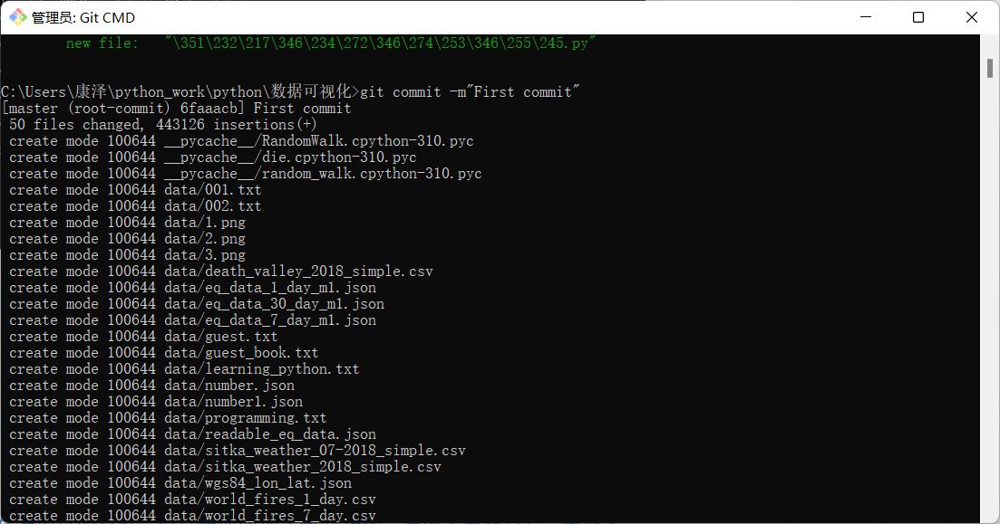 管理员: Git CMD
new file:   "\351\232\217\346\234\272\346\274\253\346\255\245.py"
C:\Users\康泽\python_work\python\数据可视化>git commit -m"First commit"
[master (root-commit) 6faaacb] First commit
50 files changed, 443126 insertions(+)
create mode 100644 __pycache__/RandomWalk.cpython-310.pyc
create mode 100644 __pycache__/die.cpython-310.pyc
create mode 100644 __pycache__/random_walk.cpython-310.pyc
create mode 100644 data/001.txt
create mode 100644 data/002.txt
create mode 100644 data/1.png
create mode 100644 data/2.png
create mode 100644 data/3.png
create mode 100644 data/death_valley_2018_simple.csv
create mode 100644 data/eq_data_1_day_m1.json
create mode 100644 data/eq_data_30_day_m1.json
create mode 100644 data/eq_data_7_day_m1.json
create mode 100644 data/guest.txt
create mode 100644 data/guest_book.txt
create mode 100644 data/learning_python.txt
create mode 100644 data/number.json
create mode 100644 data/number1.json
create mode 100644 data/programming.txt
create mode 100644 data/readable_eq_data.json
create mode 100644 data/sitka_weather_07-2018_simple.csv
create mode 100644 data/sitka_weather_2018_simple.csv
create mode 100644 data/wgs84_lon_lat.json
create mode 100644 data/world_fires_1_day.csv
create mode 100644 data/world_fires_7_day.csv